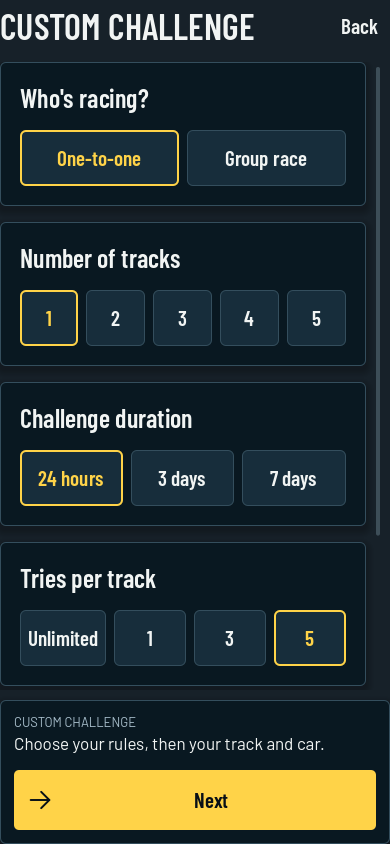 CUSTOM CHALLENGE Back
Who's racing?
One-to-one Group race
Number of tracks
1 2 3 4 5
Challenge duration
24 hours 3 days 7 days
Tries per track
Unlimited 1 3 5
CUSTOM CHALLENGE
Choose your rules, then your track and car.
Next